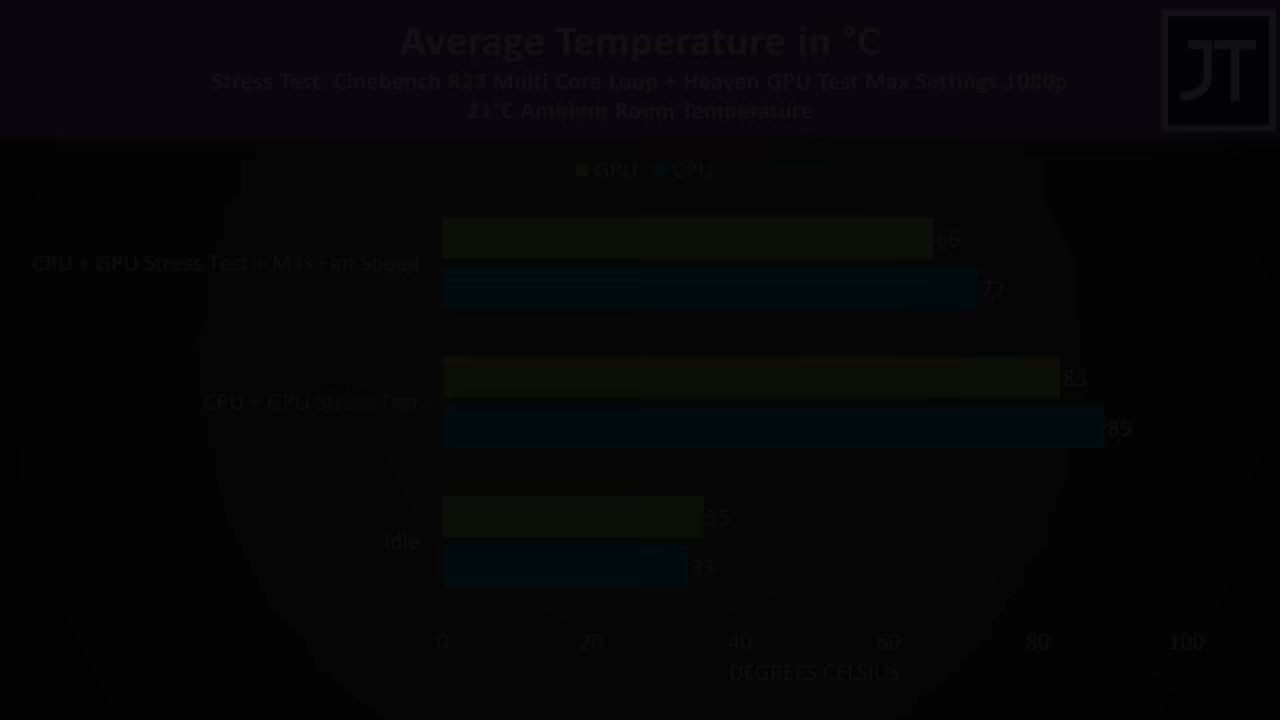 Average Temperature in °C
JT
Stress Test: Cinebench R23 Multi Core Loop + Heaven GPU Test Max Settings 1080p
Ambient Room Temperature
GPU CPU
66
CPU + GPU Stress Test + Max Fan Speed
72
83
CPU + GPU Stress Test
89
35
Idle
33
0 20 40 60 80 100
DEGREES CELSIUS